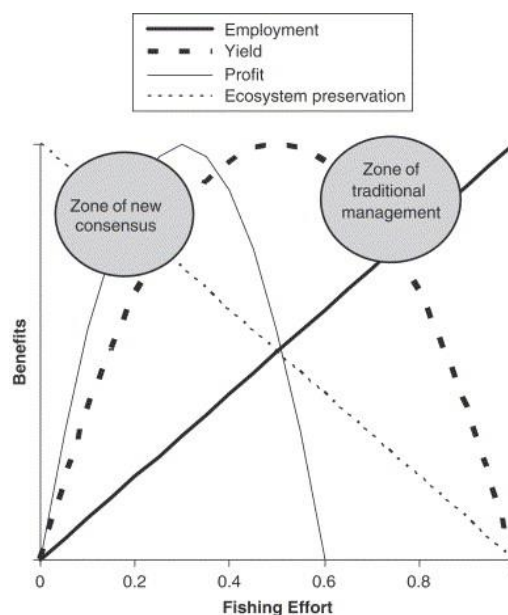 Employment
Yield
Profit
Ecosystem preservation
Zone of new
consensus
Zone of
traditional
management
Benefits
0
0.2
0.4
0.6
0.8
Fishing Effort